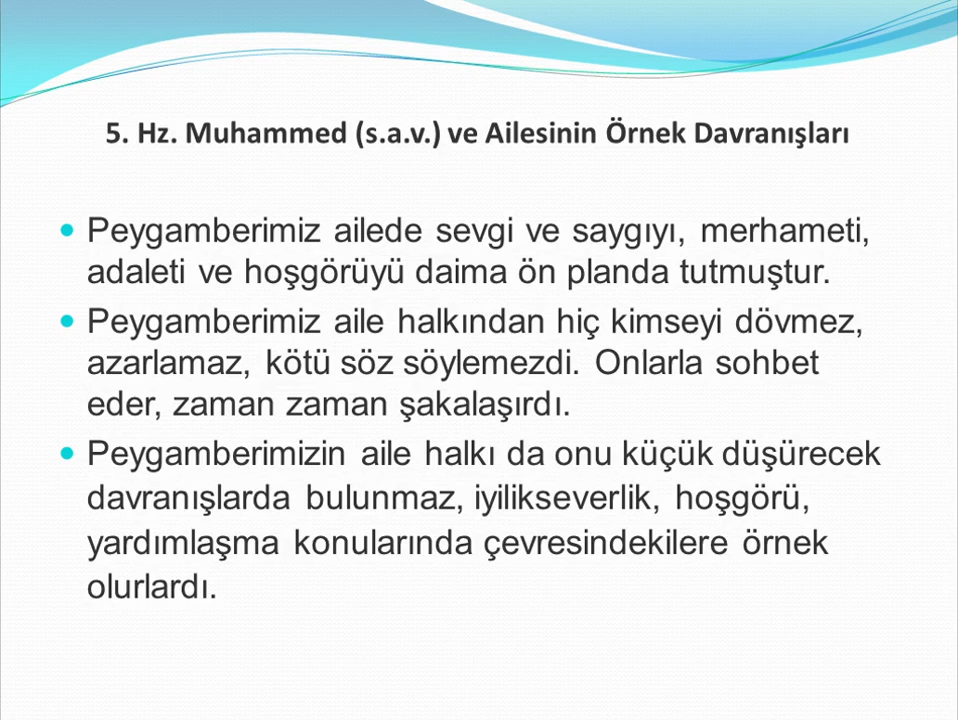 5. Hz. Muhammed (s.a.v.) ve Ailesinin Örnek Davranışları
• Peygamberimiz ailede sevgi ve saygıyı, merhameti,
adaleti ve hoşgörüyü daima ön planda tutmuştur.
• Peygamberimiz aile halkından hiç kimseyi dövmez,
azarlamaz, kötü söz söylemezdi. Onlarla sohbet
eder, zaman zaman şakalaşırdı.
• Peygamberimizin aile halkı da onu küçük düşürecek
davranışlarda bulunmaz, iyilikseverlik, hoşgörü,
yardımlaşma konularında çevresindekilere örnek
olurlardı.